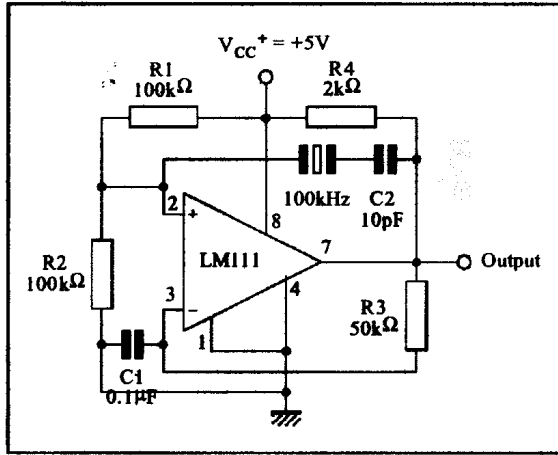 V_CC^+ = +5V
R1
100kΩ
R4
2kΩ
100kHz
C2
10pF
2
+
8
LM111
7
Output
R2
100kΩ
3
−
4
1
R3
50kΩ
C1
0.1µF